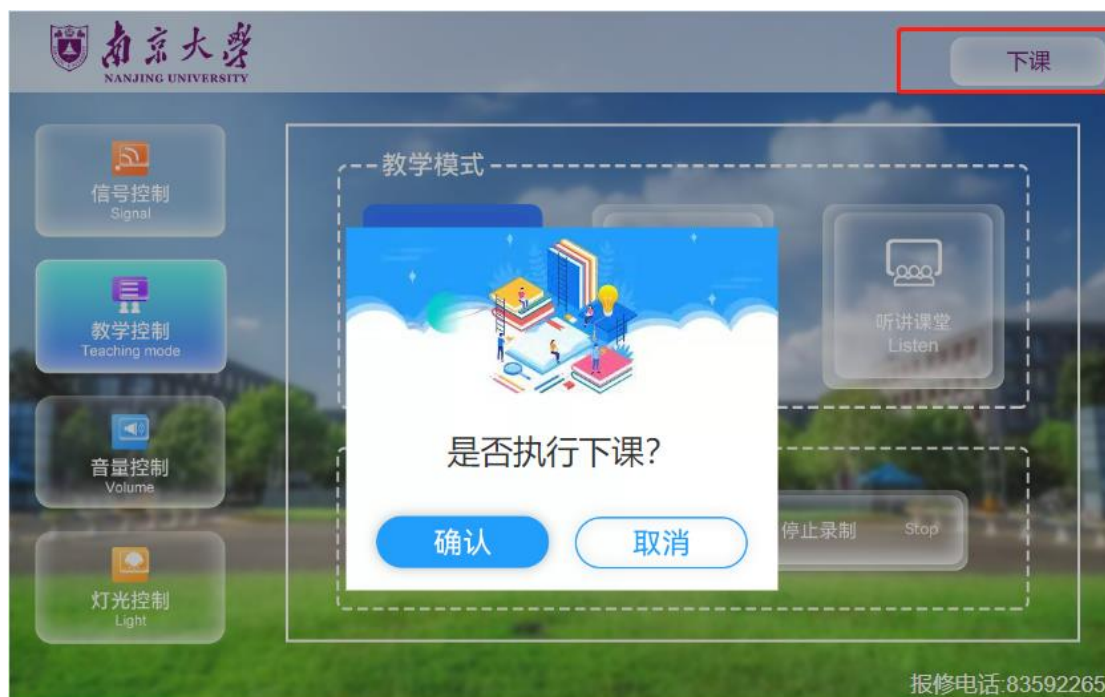 南京大學
NANJING UNIVERSITY
下课
信号控制
Signal
教学控制
Teaching mode
音量控制
Volume
灯光控制
Light
教学模式
听讲课堂
Listen
是否执行下课?
确认
取消
停止录制 Stop
报修电话:83592265